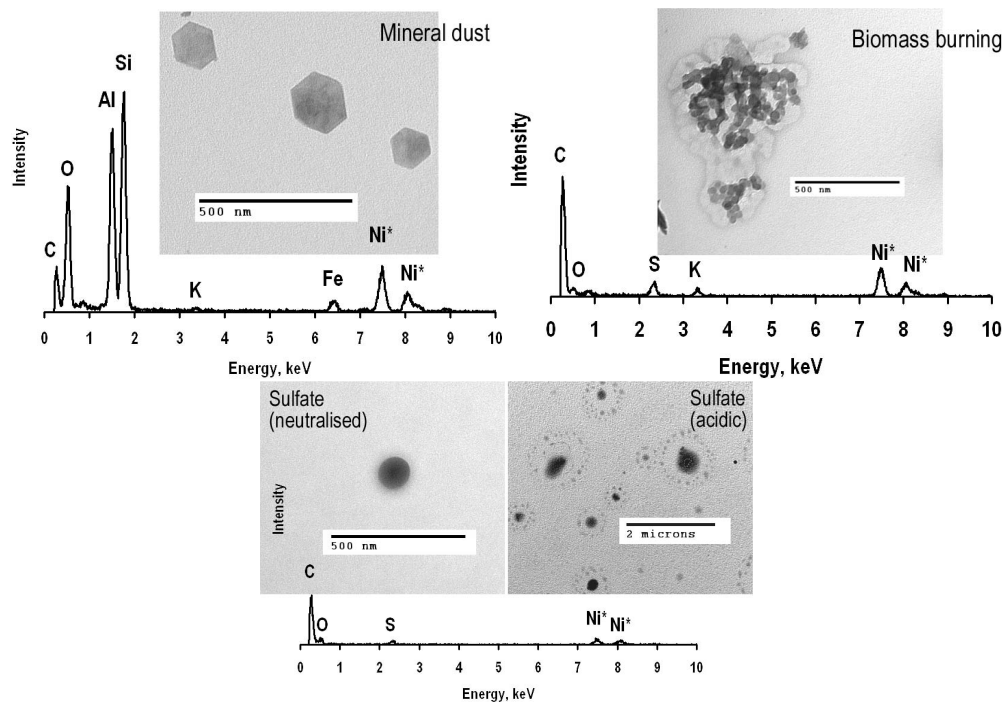 Mineral dust
Si
Al
O
C
K
Fe
Ni*
Ni*
Intensity
500 nm
0 1 2 3 4 5 6 7 8 9 10
Energy, keV
Biomass burning
C
O
S
K
Ni*
Ni*
Intensity
500 nm
0 1 2 3 4 5 6 7 8 9 10
Energy, keV
Sulfate
(neutralised)
500 nm
Sulfate
(acidic)
2 microns
Intensity
C
O
S
Ni*
Ni*
0 1 2 3 4 5 6 7 8 9 10
Energy, keV